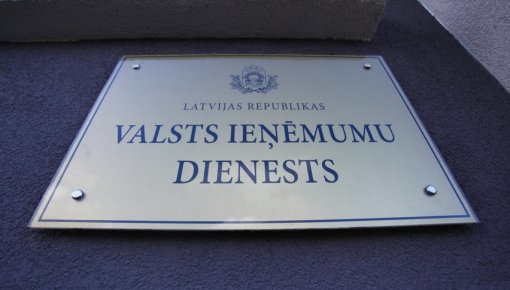 LATVIJAS REPUBLIKAS
VALSTS IEŅĒMUMU
DIENESTS